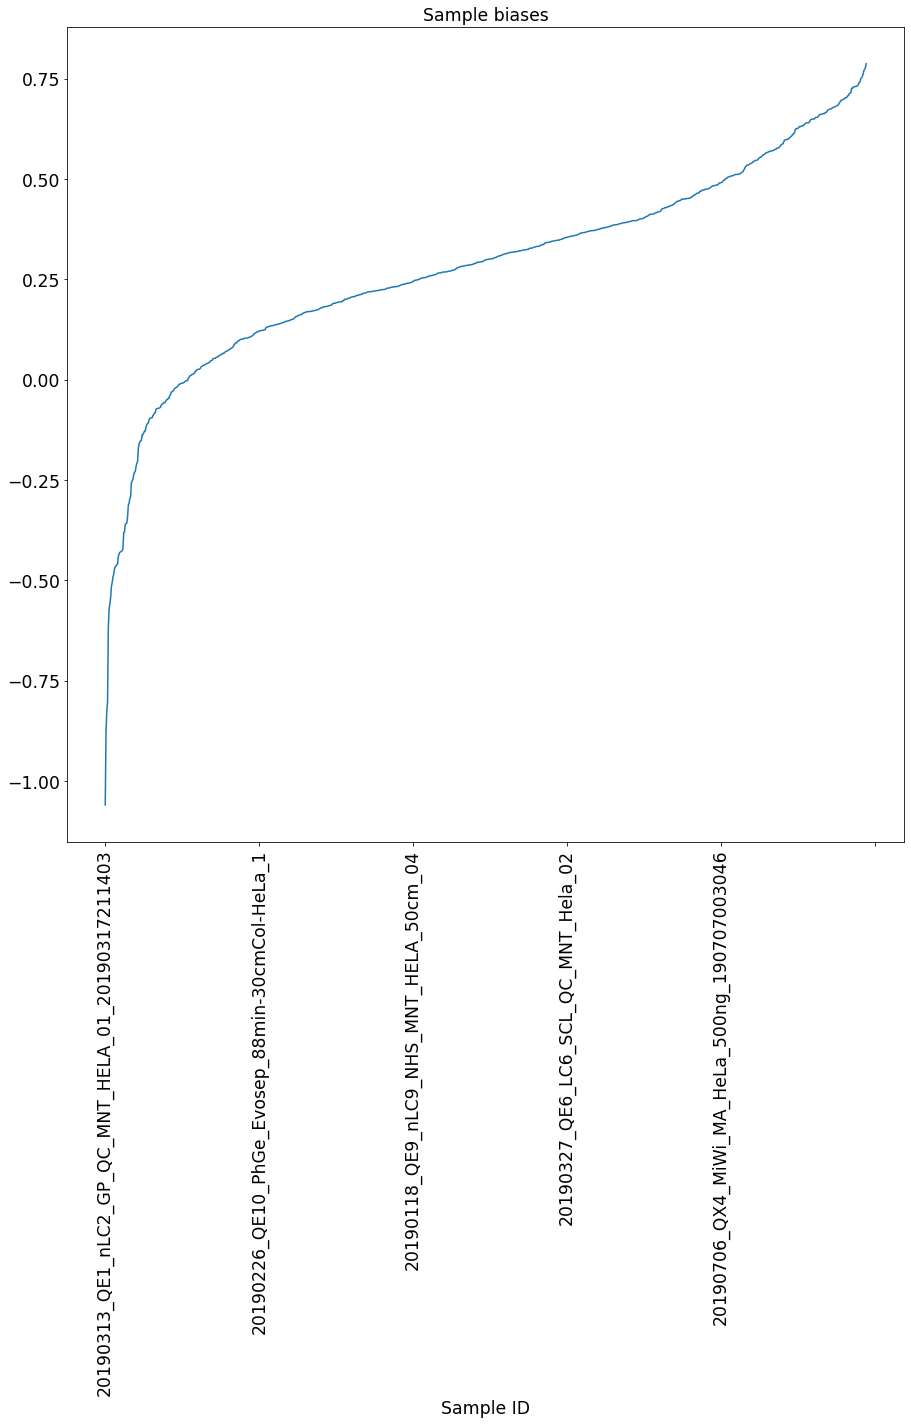 Sample biases
0.75
0.50
0.25
0.00
−0.25
−0.50
−0.75
−1.00
20190313_QE1_nLC2_GP_QC_MNT_HELA_01_20190317211403
20190226_QE10_PhGe_Evosep_88min-30cmCol-HeLa_1
20190118_QE9_nLC9_NHS_MNT_HELA_50cm_04
20190327_QE6_LC6_SCL_QC_MNT_Hela_02
20190706_QX4_MiWi_MA_HeLa_500ng_190707003046
Sample ID